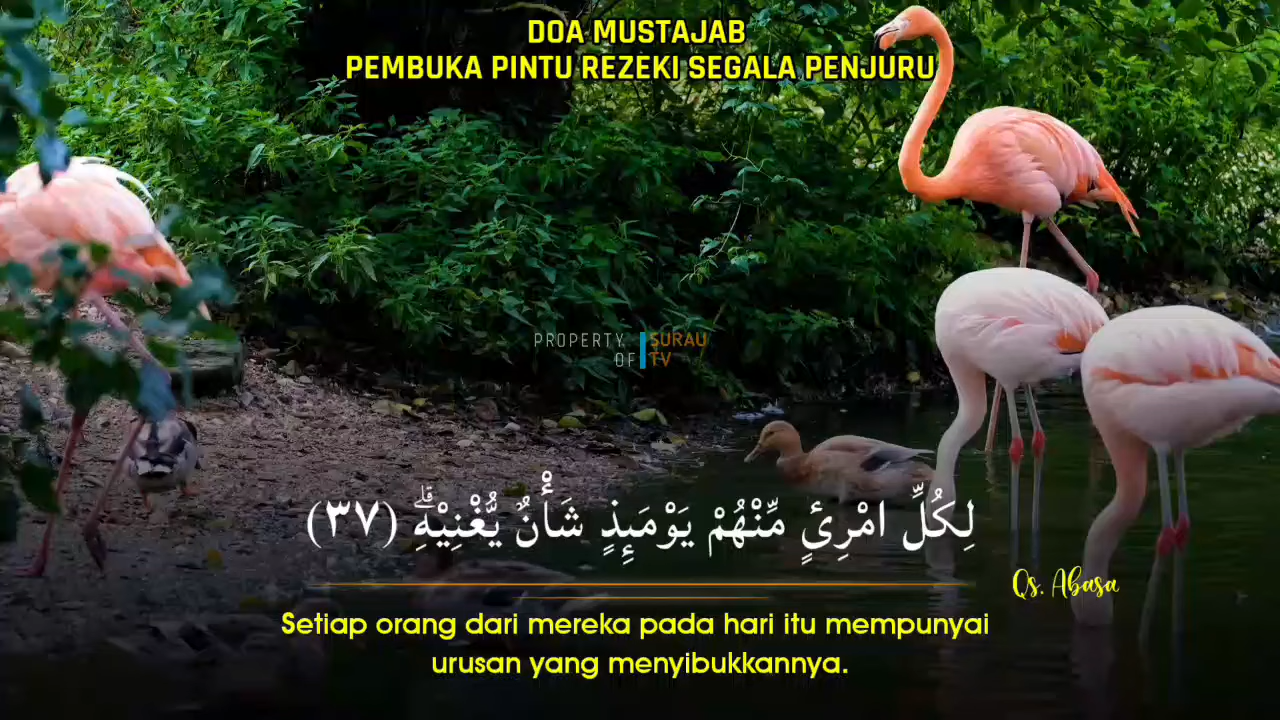 DOA MUSTAJAB
PEMBUKA PINTU REZEKI SEGALA PENJURU
PROPERTY OF SURAU TV
لِكُلِّ امْرِئٍ مِّنْهُمْ يَوْمَىِٕذٍ شَأْنٌ يُّغْنِيْهِۗ (٣٧)
Qs. Abasa
Setiap orang dari mereka pada hari itu mempunyai
urusan yang menyibukkannya.